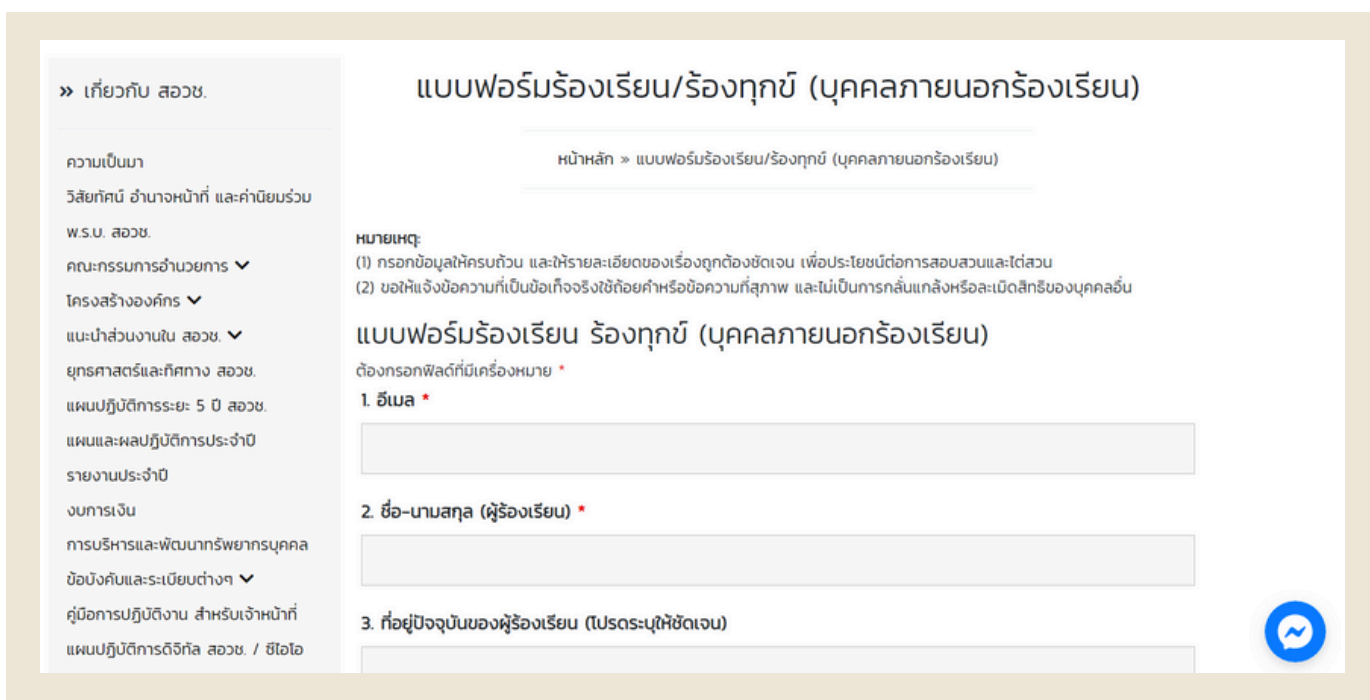 » เกี่ยวกับ สอวช.
ความเป็นมา
วิสัยทัศน์ อำนาจหน้าที่ และค่านิยมร่วม
พ.ร.บ. สอวช.
คณะกรรมการอำนวยการ
โครงสร้างองค์กร
แนะนำส่วนงานใน สอวช.
ยุทธศาสตร์และทิศทาง สอวช.
แผนปฏิบัติการระยะ 5 ปี สอวช.
แผนและผลปฏิบัติการประจำปี
รายงานประจำปี
งบการเงิน
การบริหารและพัฒนาทรัพยากรบุคคล
ข้อบังคับและระเบียบต่างๆ
คู่มือการปฏิบัติงาน สำหรับเจ้าหน้าที่
แผนปฏิบัติการดิจิทัล สอวช. / ซีไอโอ
แบบฟอร์มร้องเรียน/ร้องทุกข์ (บุคคลภายนอกร้องเรียน)
หน้าหลัก » แบบฟอร์มร้องเรียน/ร้องทุกข์ (บุคคลภายนอกร้องเรียน)
หมายเหตุ:
(1) กรอกข้อมูลให้ครบถ้วน และให้รายละเอียดของเรื่องถูกต้องชัดเจน เพื่อประโยชน์ต่อการสอบสวนและไต่สวน
(2) ขอให้แจ้งข้อความที่เป็นข้อเท็จจริงใช้ถ้อยคำหรือข้อความที่สุภาพ และไม่เป็นการกลั่นแกล้งหรือละเมิดสิทธิของบุคคลอื่น
แบบฟอร์มร้องเรียน ร้องทุกข์ (บุคคลภายนอกร้องเรียน)
ต้องกรอกฟิลด์ที่มีเครื่องหมาย *
1. อีเมล *
2. ชื่อ-นามสกุล (ผู้ร้องเรียน) *
3. ที่อยู่ปัจจุบันของผู้ร้องเรียน (โปรดระบุให้ชัดเจน)